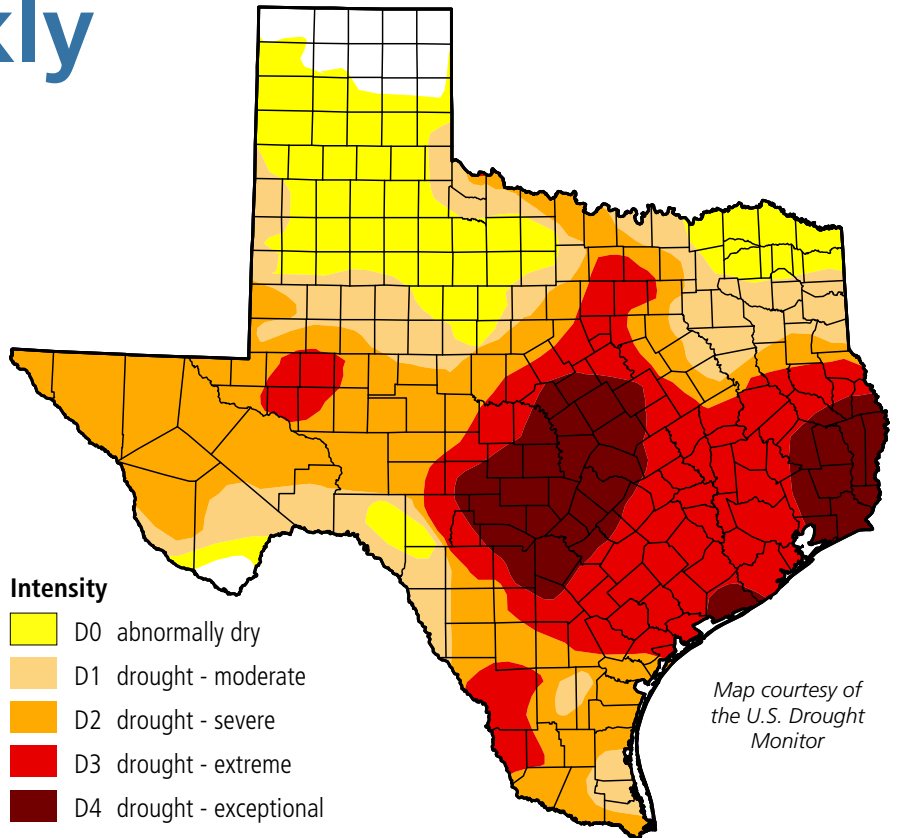 kly
Intensity
D0 abnormally dry
D1 drought - moderate
D2 drought - severe
D3 drought - extreme
D4 drought - exceptional
Map courtesy of
the U.S. Drought
Monitor